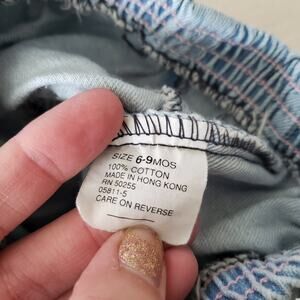 SIZE 6-9MOS
100% COTTON
MADE IN HONG KONG
RN 50255
05811-5
CARE ON REVERSE